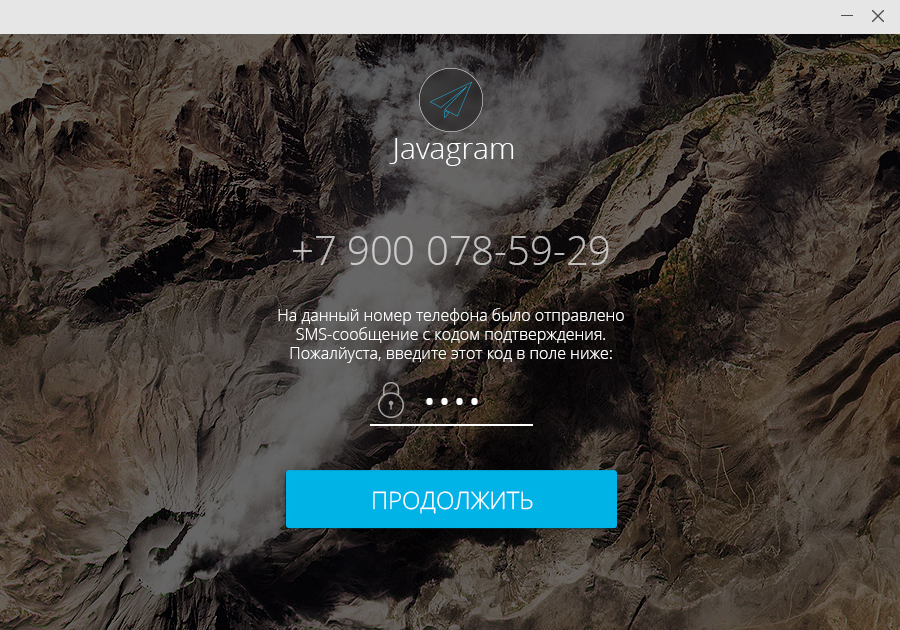 Javagram
+7 900 078-59-29
На данный номер телефона было отправлено
SMS-сообщение с кодом подтверждения.
Пожалйуста, введите этот код в поле ниже:
ПРОДОЛЖИТЬ